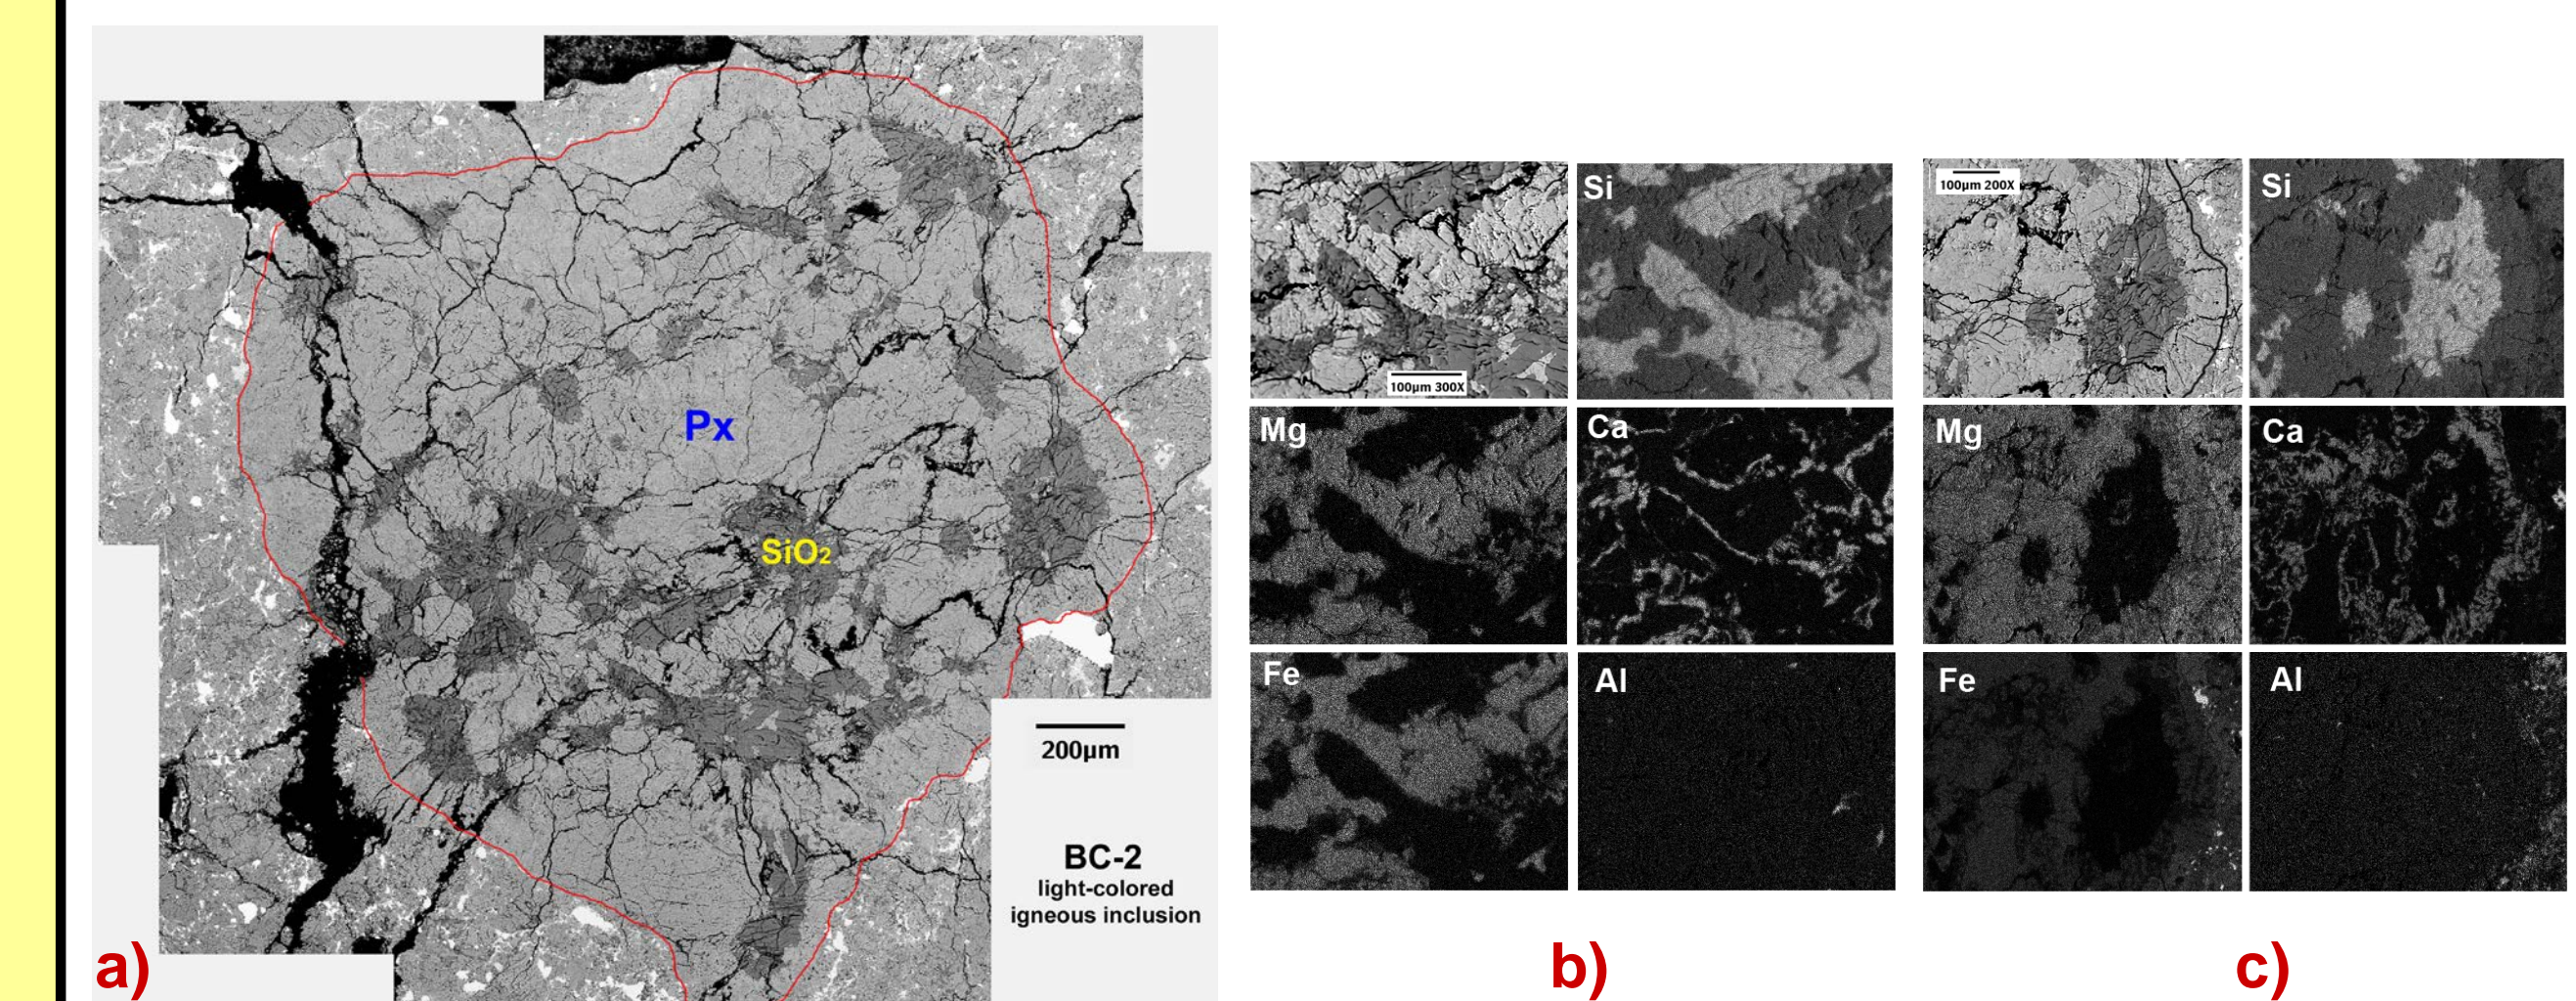 Px
SiO₂
200µm
BC-2
light-colored
igneous inclusion
a)
Si
100µm 300X
Mg
Ca
Fe
Al
b)
100µm 200X
Si
Mg
Ca
Fe
Al
c)